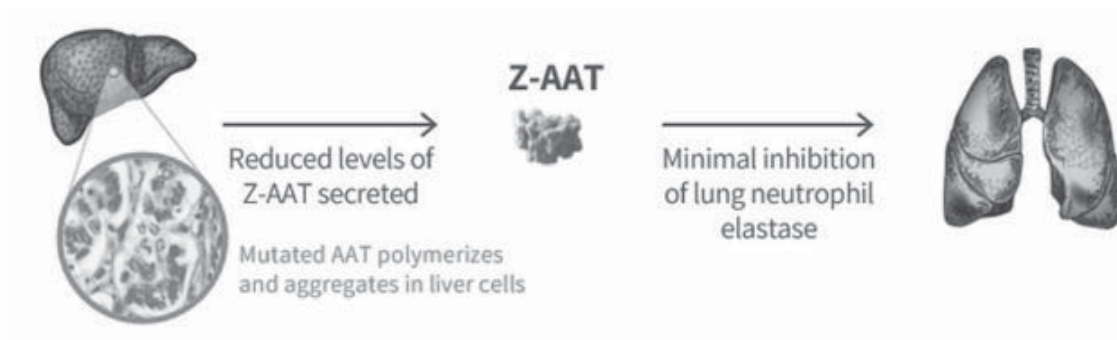 Z-AAT
Reduced levels of
Z-AAT secreted
Mutated AAT polymerizes
and aggregates in liver cells
Minimal inhibition
of lung neutrophil
elastase